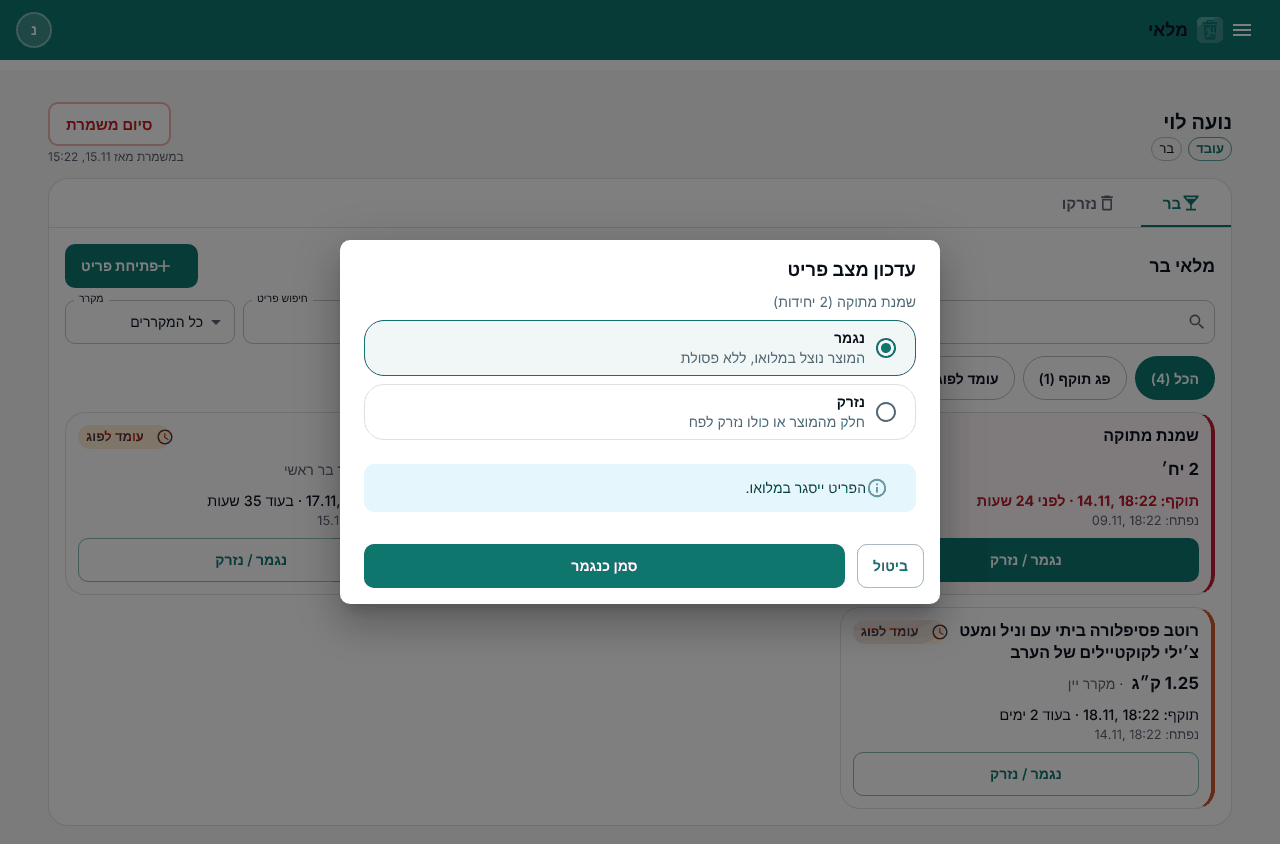 מלאי
נ
נועה לוי
עובד
בר
סיום משמרת
במשמרת מאז 15.11, 15:22
בר
נזרקו
מלאי בר
פתיחת פריט
חיפוש פריט
מקרר
כל המקררים
הכל (4)
פג תוקף (1)
עומד לפוג
שמנת מתוקה
2 יח׳
תוקף: 14.11, 18:22 · לפני 24 שעות
נפתח: 09.11, 18:22
נגמר / נזרק
עומד לפוג
בר ראשי
17.11, · בעוד 35 שעות
נגמר / נזרק
רוטב פסיפלורה ביתי עם וניל ומעט
צ׳ילי לקוקטיילים של הערב
עומד לפוג
1.25 ק״ג · מקרר יין
תוקף: 18.11, 18:22 · בעוד 2 ימים
נפתח: 14.11, 18:22
נגמר / נזרק
עדכון מצב פריט
שמנת מתוקה (2 יחידות)
נגמר
המוצר נוצל במלואו, ללא פסולת
נזרק
חלק מהמוצר או כולו נזרק לפח
הפריט ייסגר במלואו.
ביטול
סמן כנגמר